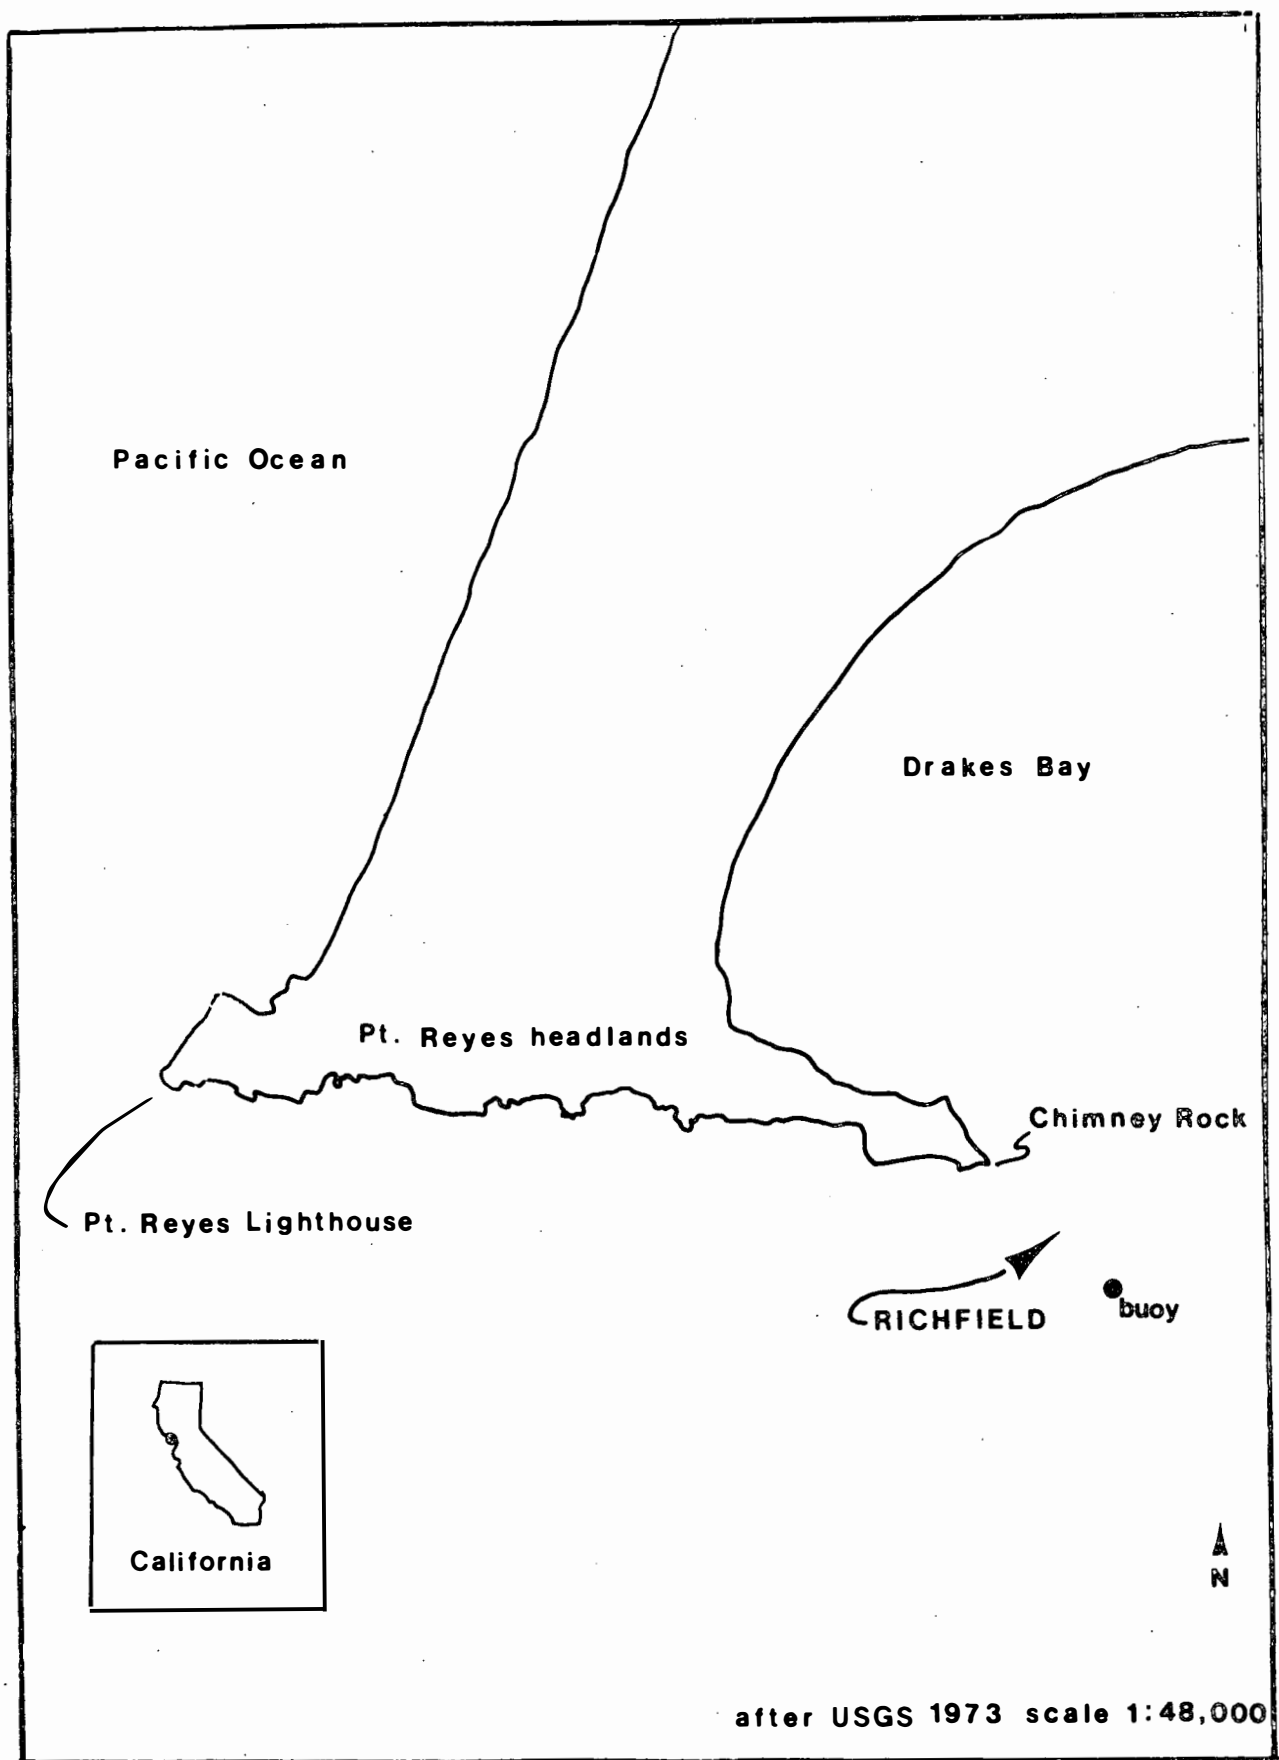 Pacific Ocean
Drakes Bay
Pt. Reyes headlands
Chimney Rock
Pt. Reyes Lighthouse
RICHFIELD
buoy
California
N
after USGS 1973 scale 1:48,000